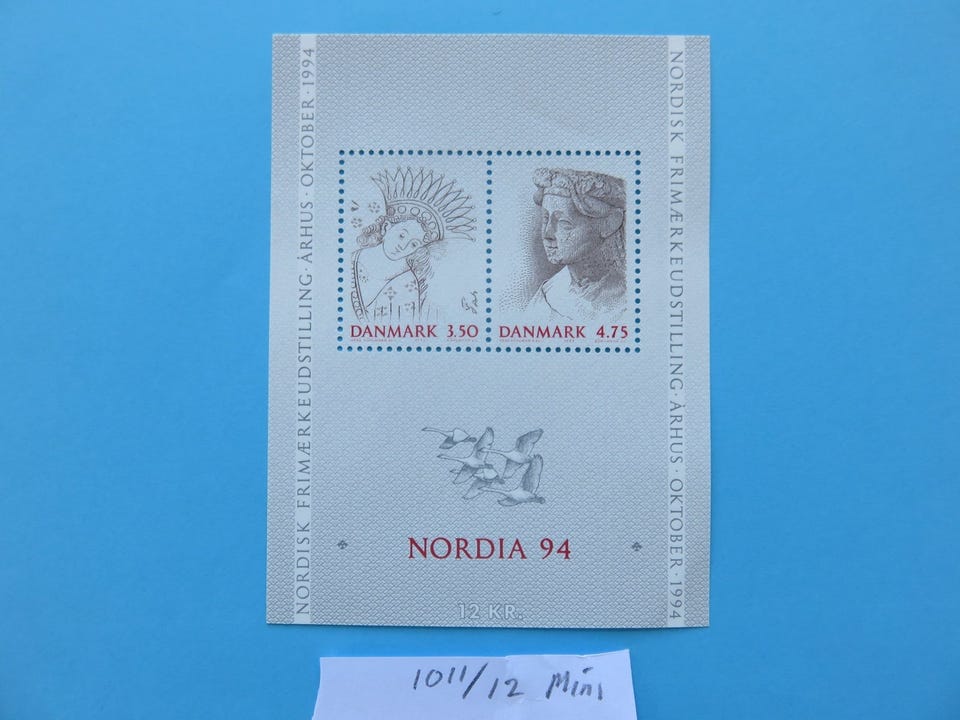 NORDISK FRIMÆRKEUDSTILLING · ÅRHUS · OKTOBER · 1994
NORDISK FRIMÆRKEUDSTILLING · ÅRHUS · OKTOBER · 1994
DANMARK 3.50
DANMARK 4.75
NORDIA 94
12 KR.
1011/12 Mini